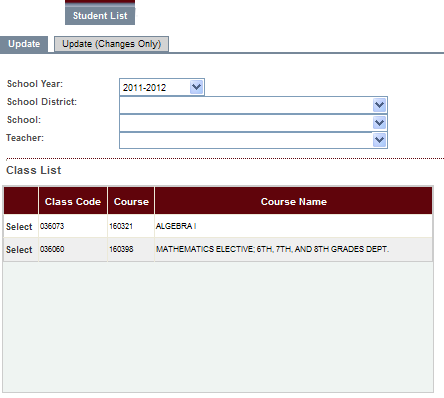 Student List
Update Update (Changes Only)
School Year: 2011-2012
School District:
School:
Teacher:
Class List
Class Code Course Course Name
Select 036073 160321 ALGEBRA I
Select 036060 160398 MATHEMATICS ELECTIVE; 6TH, 7TH, AND 8TH GRADES DEPT.